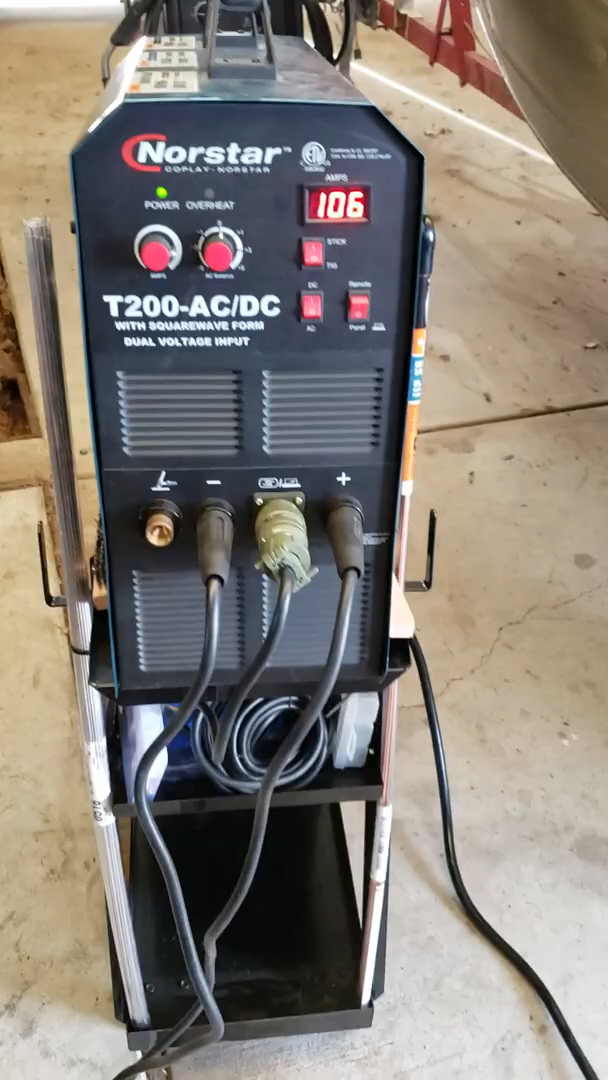 Norstar™
COPLAY-NORSTAR
AMPS
106
POWER OVERHEAT
STICK
TIG
DC
AC
Remote
Panel
T200-AC/DC
WITH SQUAREWAVE FORM
DUAL VOLTAGE INPUT
−
+